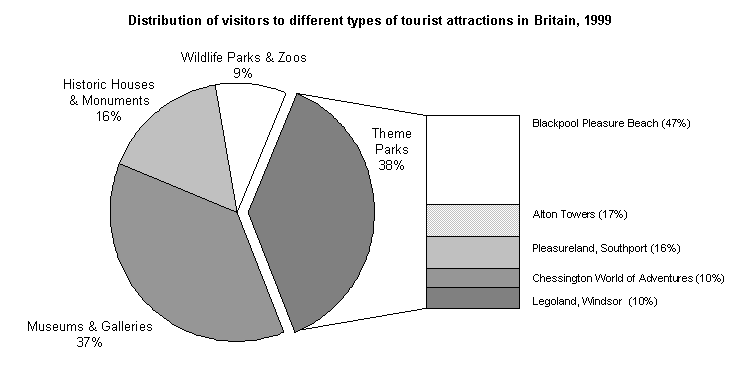 Distribution of visitors to different types of tourist attractions in Britain, 1999
Wildlife Parks & Zoos
9%
Historic Houses
& Monuments
16%
Theme
Parks
38%
Museums & Galleries
37%
Blackpool Pleasure Beach (47%)
Alton Towers (17%)
Pleasureland, Southport (16%)
Chessington World of Adventures (10%)
Legoland, Windsor (10%)